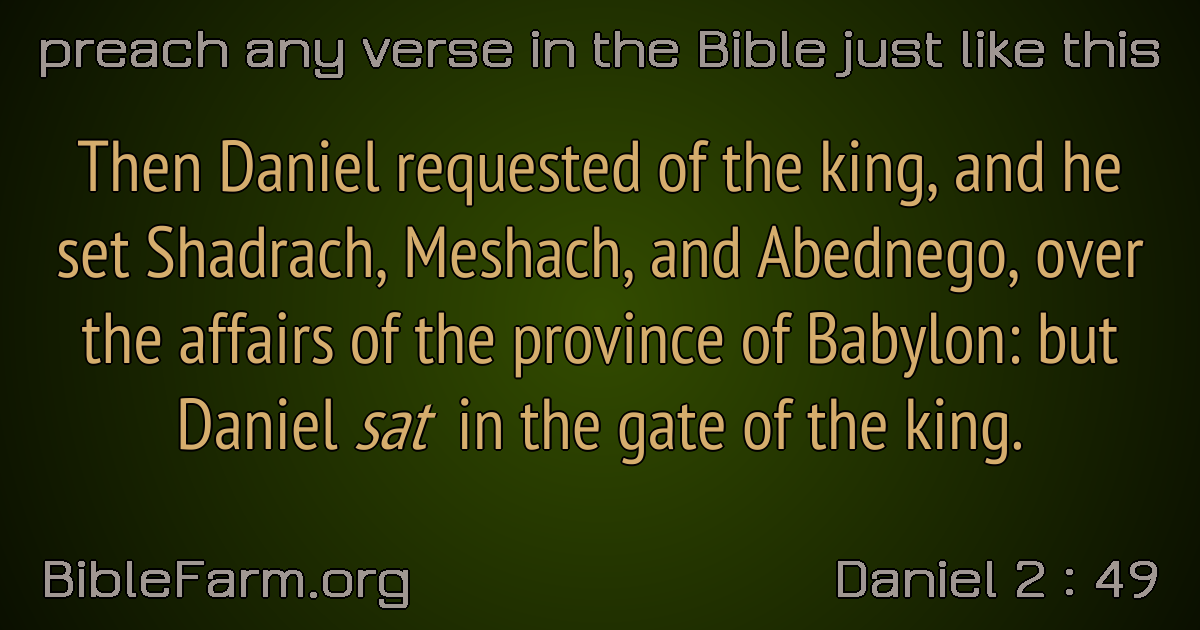 preach any verse in the Bible just like this
Then Daniel requested of the king, and he
set Shadrach, Meshach, and Abednego, over
the affairs of the province of Babylon: but
Daniel sat in the gate of the king.
BibleFarm.org
Daniel 2 : 49